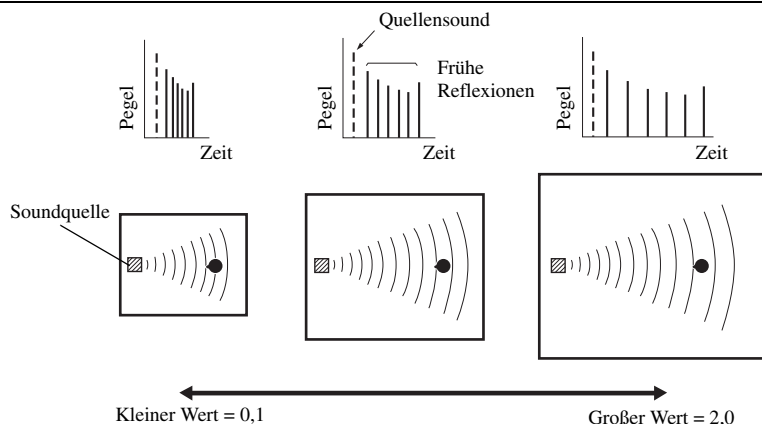 Quellensound
Frühe
Reflexionen
Pegel
Zeit
Pegel
Zeit
Pegel
Zeit
Soundquelle
Kleiner Wert = 0,1
Großer Wert = 2,0